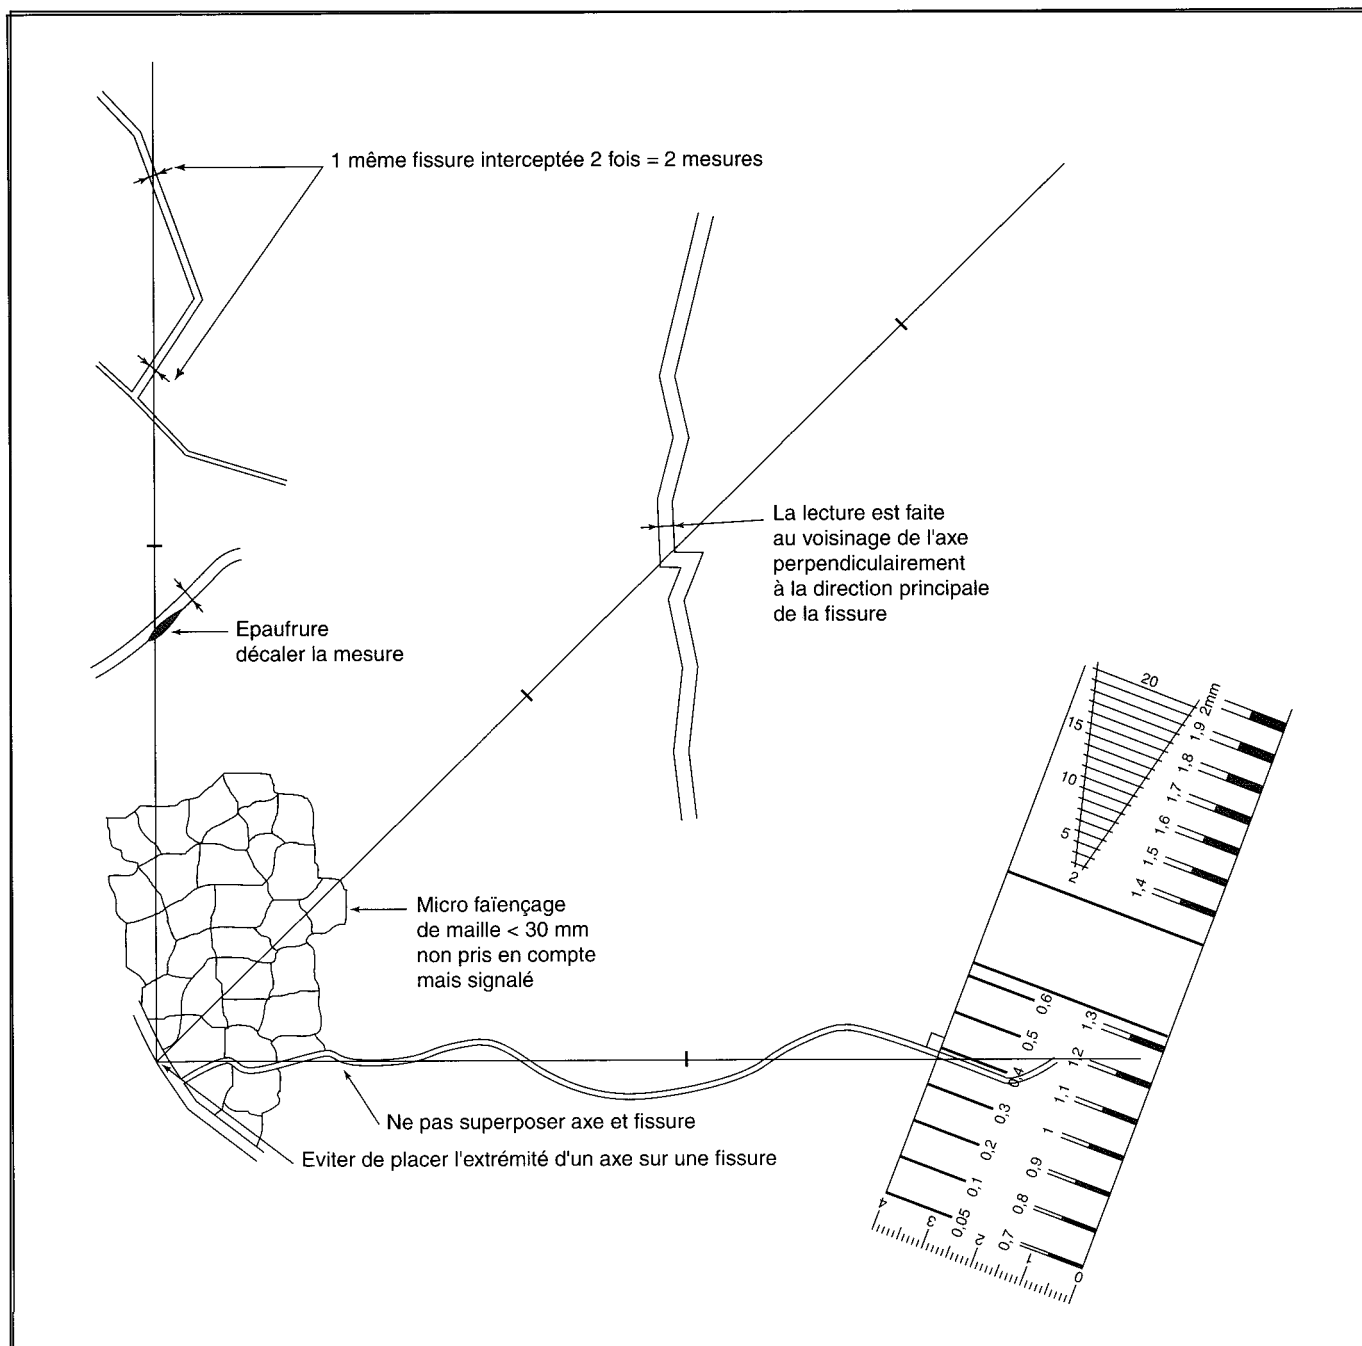 1 même fissure interceptée 2 fois = 2 mesures
La lecture est faite
au voisinage de l'axe
perpendiculairement
à la direction principale
de la fissure
Epaufrure
décaler la mesure
Micro faïençage
de maille < 30 mm
non pris en compte
mais signalé
Ne pas superposer axe et fissure
Eviter de placer l'extrémité d'un axe sur une fissure
20
15
10
5
2
2mm
1,9
1,8
1,7
1,6
1,5
1,4
1,3
1,2
1,1
1
0,9
0,8
0,7
0,6
0,5
0,4
0,3
0,2
0,1
0,05
4
3
2
1
0